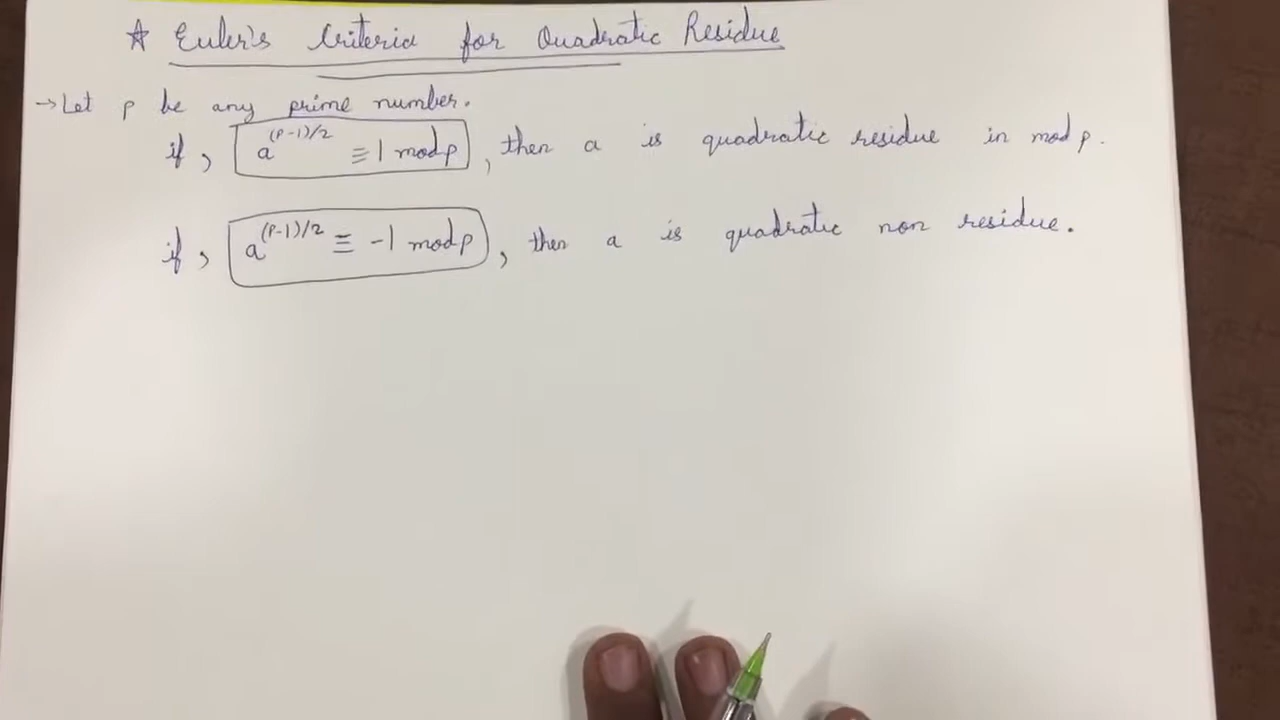 ☆ Euler's Criteria for Quadratic Residue
→ Let p be any prime number.
if, a^(P-1)/2 ≡ 1 mod p, then a is quadratic residue in mod p.
if, a^(P-1)/2 ≡ -1 mod p, then a is quadratic non residue.